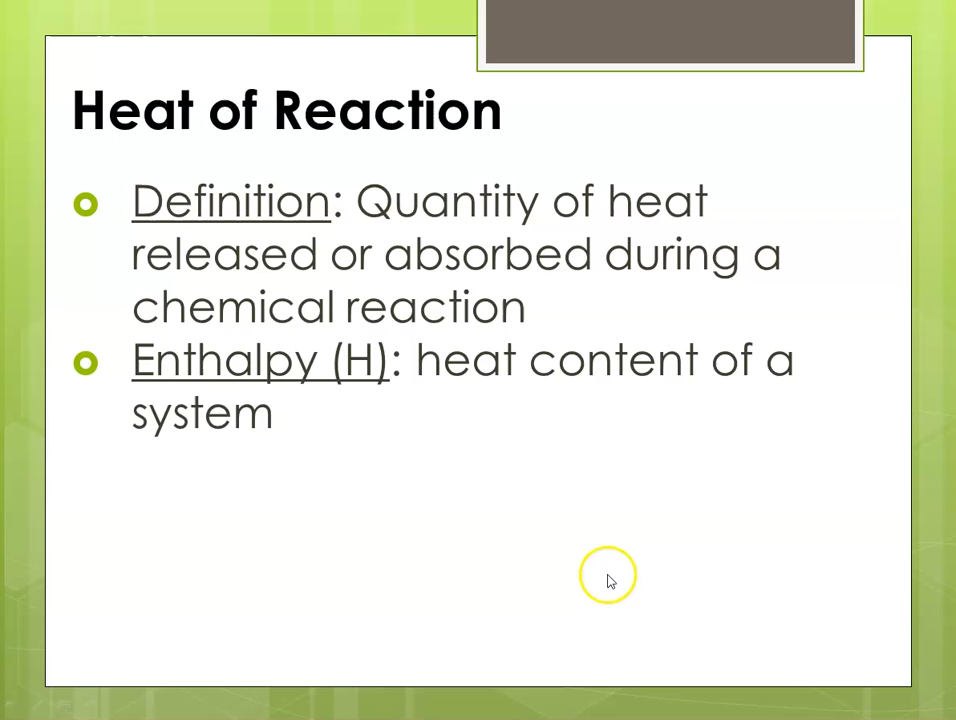 Heat of Reaction
Definition: Quantity of heat
released or absorbed during a
chemical reaction
Enthalpy (H): heat content of a
system